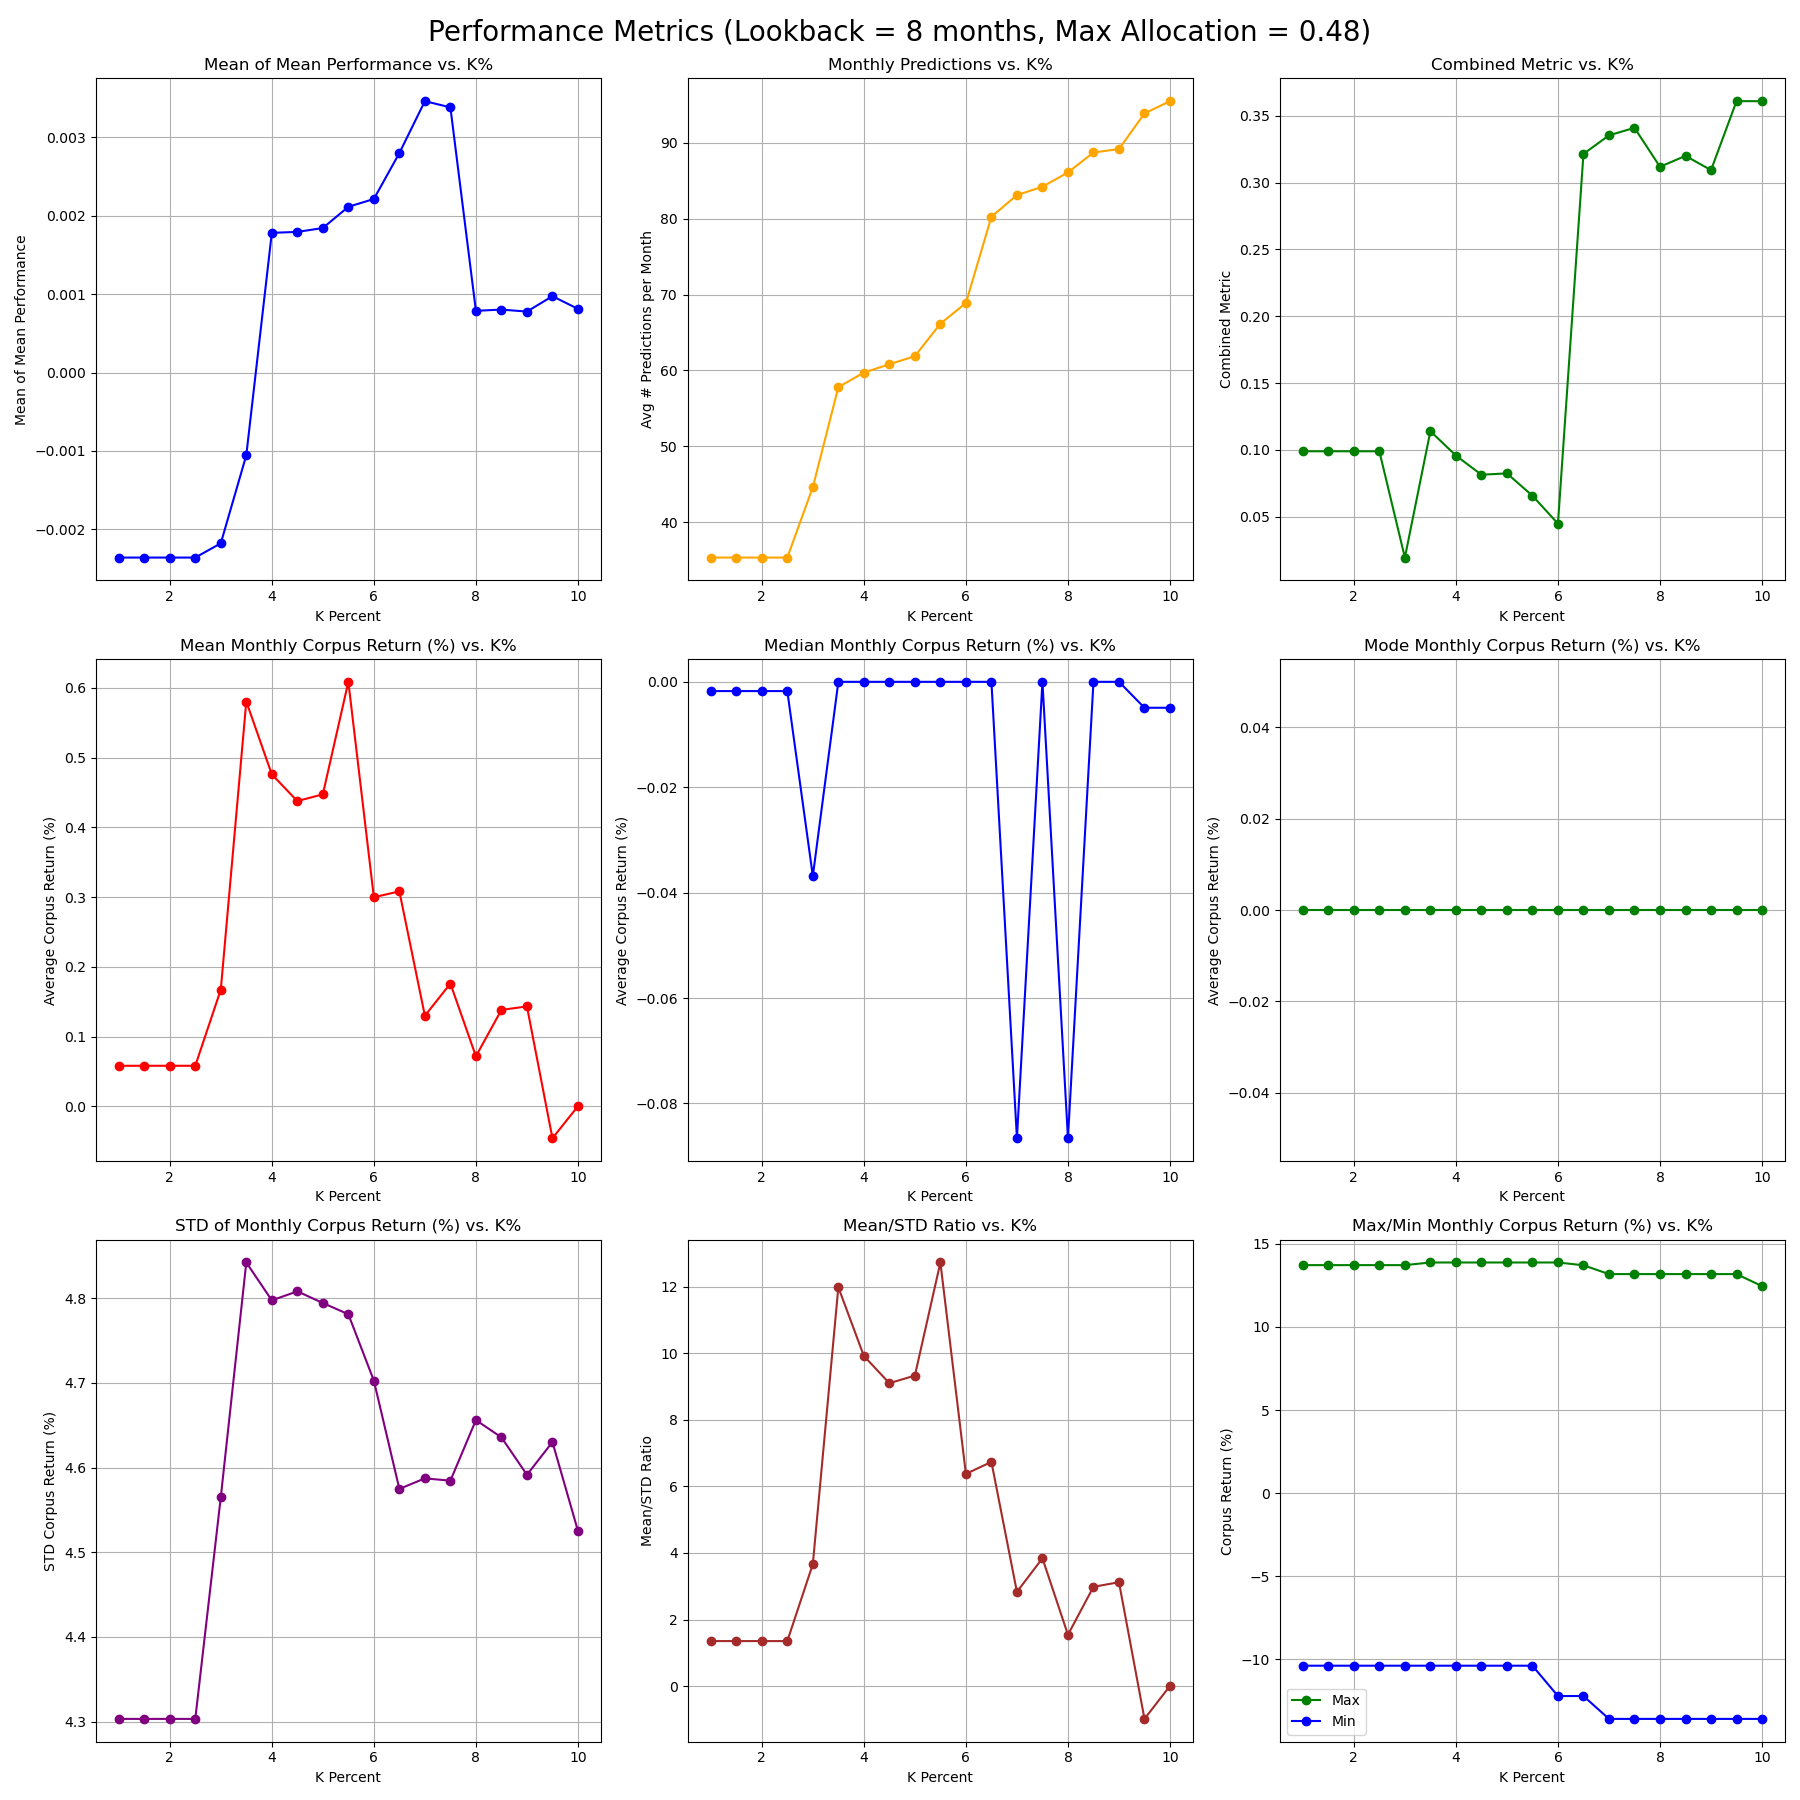 Performance Metrics (Lookback = 8 months, Max Allocation = 0.48)
Mean of Mean Performance vs. K%
Mean of Mean Performance
0.003
0.002
0.001
0.000
−0.001
−0.002
2 4 6 8 10
K Percent
Monthly Predictions vs. K%
Avg # Predictions per Month
90
80
70
60
50
40
2 4 6 8 10
K Percent
Combined Metric vs. K%
Combined Metric
0.35
0.30
0.25
0.20
0.15
0.10
0.05
2 4 6 8 10
K Percent
Mean Monthly Corpus Return (%) vs. K%
Average Corpus Return (%)
0.6
0.5
0.4
0.3
0.2
0.1
0.0
2 4 6 8 10
K Percent
Median Monthly Corpus Return (%) vs. K%
Average Corpus Return (%)
0.00
−0.02
−0.04
−0.06
−0.08
2 4 6 8 10
K Percent
Mode Monthly Corpus Return (%) vs. K%
Average Corpus Return (%)
0.04
0.02
0.00
−0.02
−0.04
2 4 6 8 10
K Percent
STD of Monthly Corpus Return (%) vs. K%
STD Corpus Return (%)
4.8
4.7
4.6
4.5
4.4
4.3
2 4 6 8 10
K Percent
Mean/STD Ratio vs. K%
Mean/STD Ratio
12
10
8
6
4
2
0
2 4 6 8 10
K Percent
Max/Min Monthly Corpus Return (%) vs. K%
Corpus Return (%)
15
10
5
0
−5
−10
Max
Min
2 4 6 8 10
K Percent